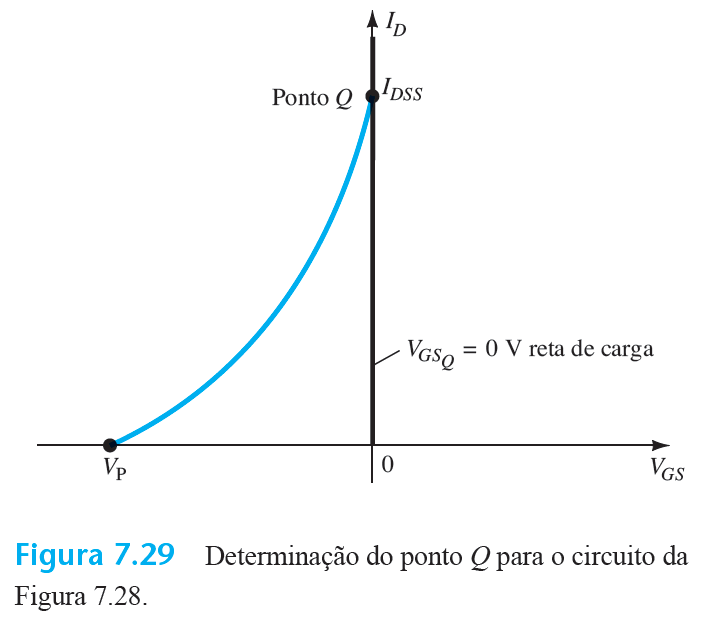 I_D
Ponto Q
I_DSS
V_GS_Q = 0 V reta de carga
V_P
0
V_GS
Figura 7.29 Determinação do ponto Q para o circuito da
Figura 7.28.